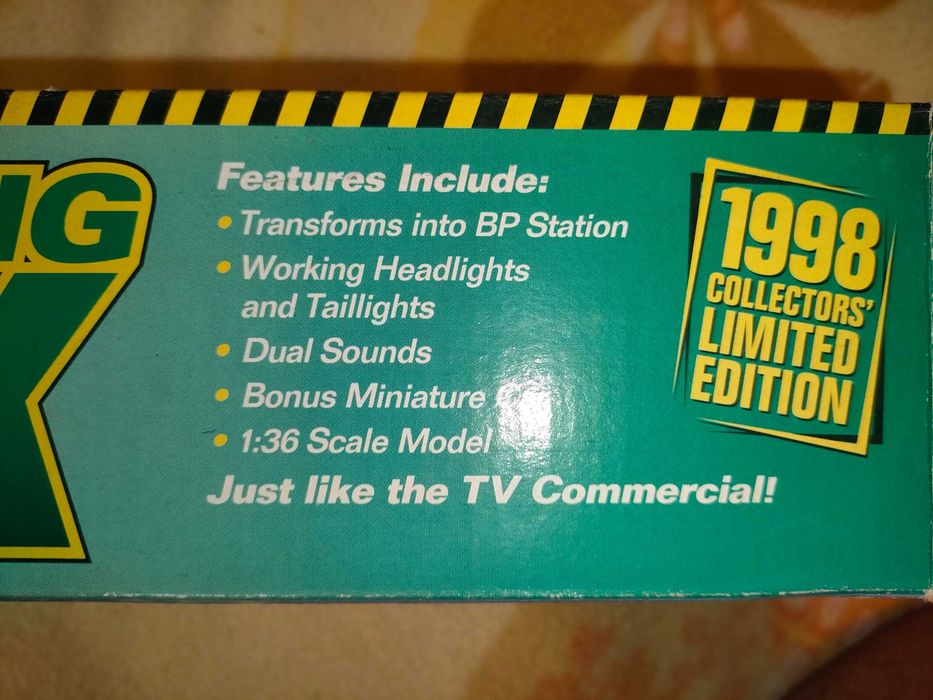 NG
Features Include:
• Transforms into BP Station
• Working Headlights
and Taillights
• Dual Sounds
• Bonus Miniature
• 1:36 Scale Model
Just like the TV Commercial!
1998
COLLECTORS'
LIMITED
EDITION